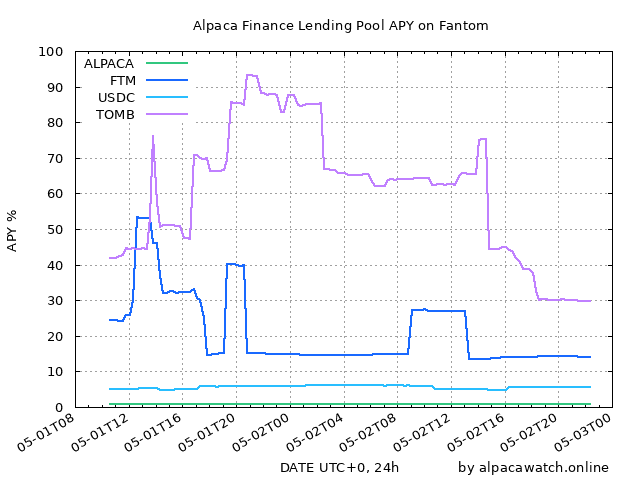 Alpaca Finance Lending Pool APY on Fantom
100
90
80
70
60
50
40
30
20
10
0
APY %
ALPACA
FTM
USDC
TOMB
05-01T08
05-01T12
05-01T16
05-01T20
05-02T00
05-02T04
05-02T08
05-02T12
05-02T16
05-02T20
05-03T00
DATE UTC+0, 24h
by alpacawatch.online